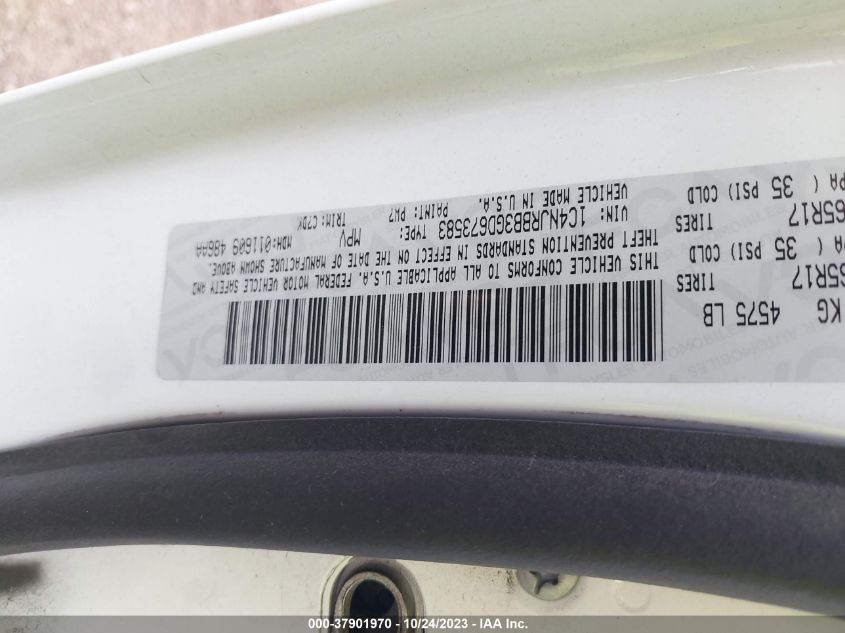 KG 4575 LB
65R17 TIRES
PA ( 35 PSI) COLD
65R17 TIRES
PA ( 35 PSI) COLD
THIS VEHICLE CONFORMS TO ALL APPLICABLE U.S.A. FEDERAL MOTOR VEHICLE SAFETY AND
THEFT PREVENTION STANDARDS IN EFFECT ON THE DATE OF MANUFACTURE SHOWN ABOVE.
VIN: 1C4NJRBB3GD673583 TYPE: MPV MDH:011609 486AA
VEHICLE MADE IN U.S.A. PAINT: PW7 TRIM: C7DK
000-37901970 - 10/24/2023 - IAA Inc.